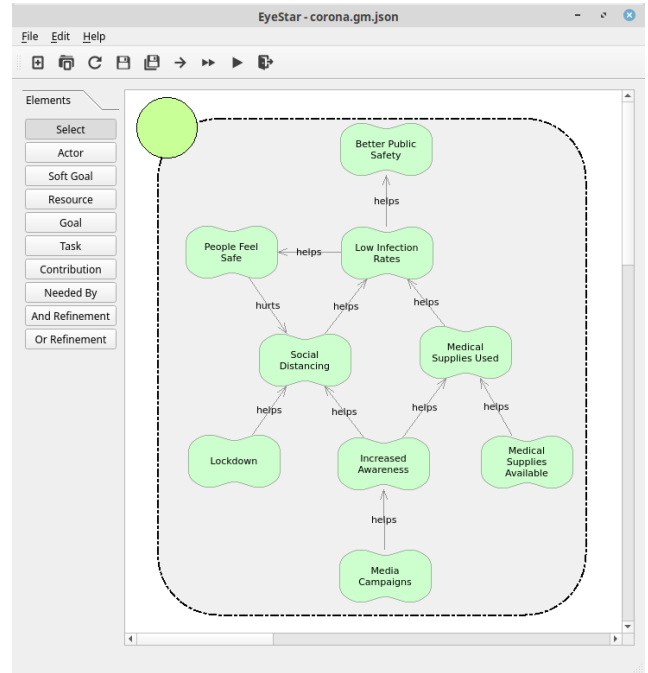 EyeStar - corona.gm.json
File Edit Help
Elements
Select
Actor
Soft Goal
Resource
Goal
Task
Contribution
Needed By
And Refinement
Or Refinement
Better Public
Safety
helps
People Feel
Safe
helps
Low Infection
Rates
hurts
helps
helps
Social
Distancing
Medical
Supplies Used
helps
helps
helps
helps
Lockdown
Increased
Awareness
Medical
Supplies
Available
helps
Media
Campaigns